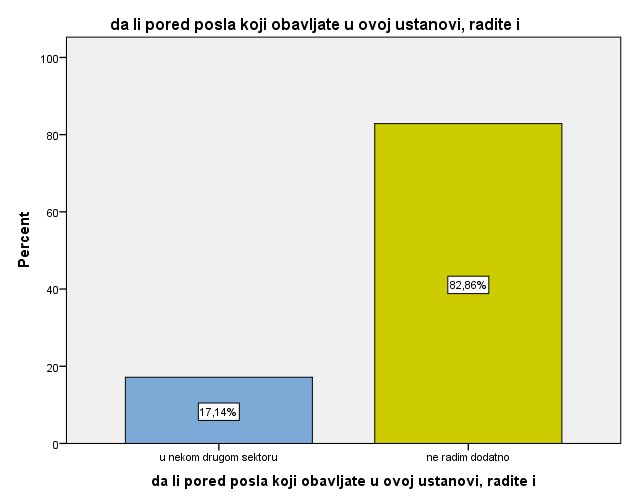 da li pored posla koji obavljate u ovoj ustanovi, radite i
100
80
60
40
20
0
Percent
17,14%
82,86%
u nekom drugom sektoru
ne radim dodatno
da li pored posla koji obavljate u ovoj ustanovi, radite i